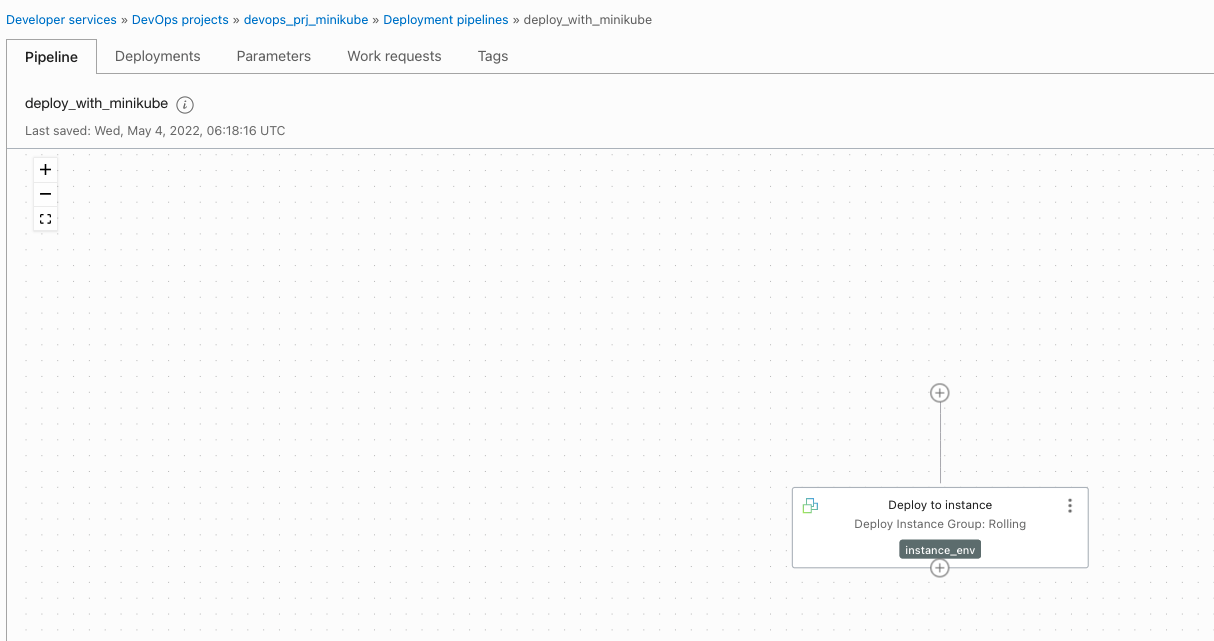 Developer services » DevOps projects » devops_prj_minikube » Deployment pipelines » deploy_with_minikube
Pipeline Deployments Parameters Work requests Tags
deploy_with_minikube i
Last saved: Wed, May 4, 2022, 06:18:16 UTC
Deploy to instance
Deploy Instance Group: Rolling
instance_env